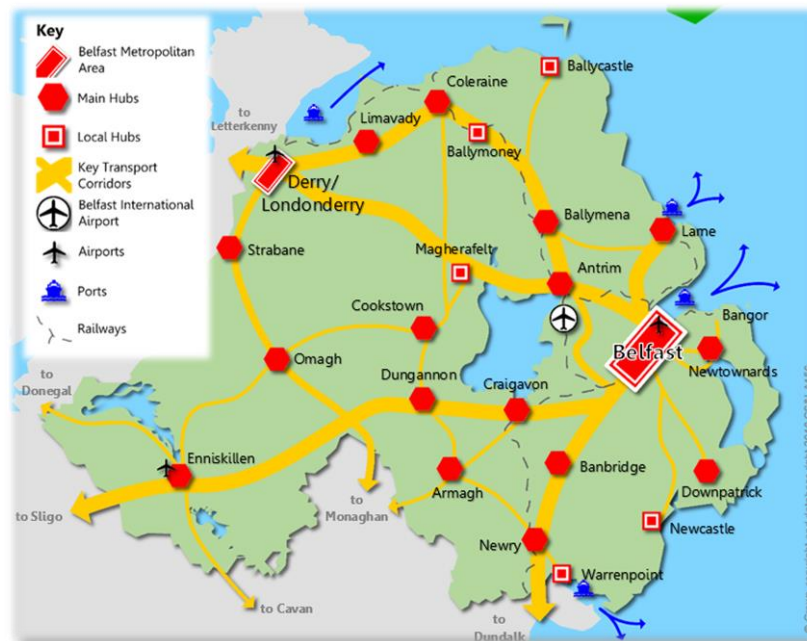 Key
Belfast Metropolitan
Area
Main Hubs
Local Hubs
Key Transport
Corridors
Belfast International
Airport
Airports
Ports
Railways
to
Letterkenny
Coleraine
Ballycastle
Limavady
Ballymoney
Derry/
Londonderry
Ballymena
Larne
Strabane
Magherafelt
Antrim
Cookstown
Bangor
Belfast
Omagh
Newtownards
to
Donegal
Dungannon
Craigavon
Enniskillen
Armagh
Banbridge
Downpatrick
to Sligo
to
Monaghan
Newcastle
Newry
Warrenpoint
to Cavan
to
Dundalk